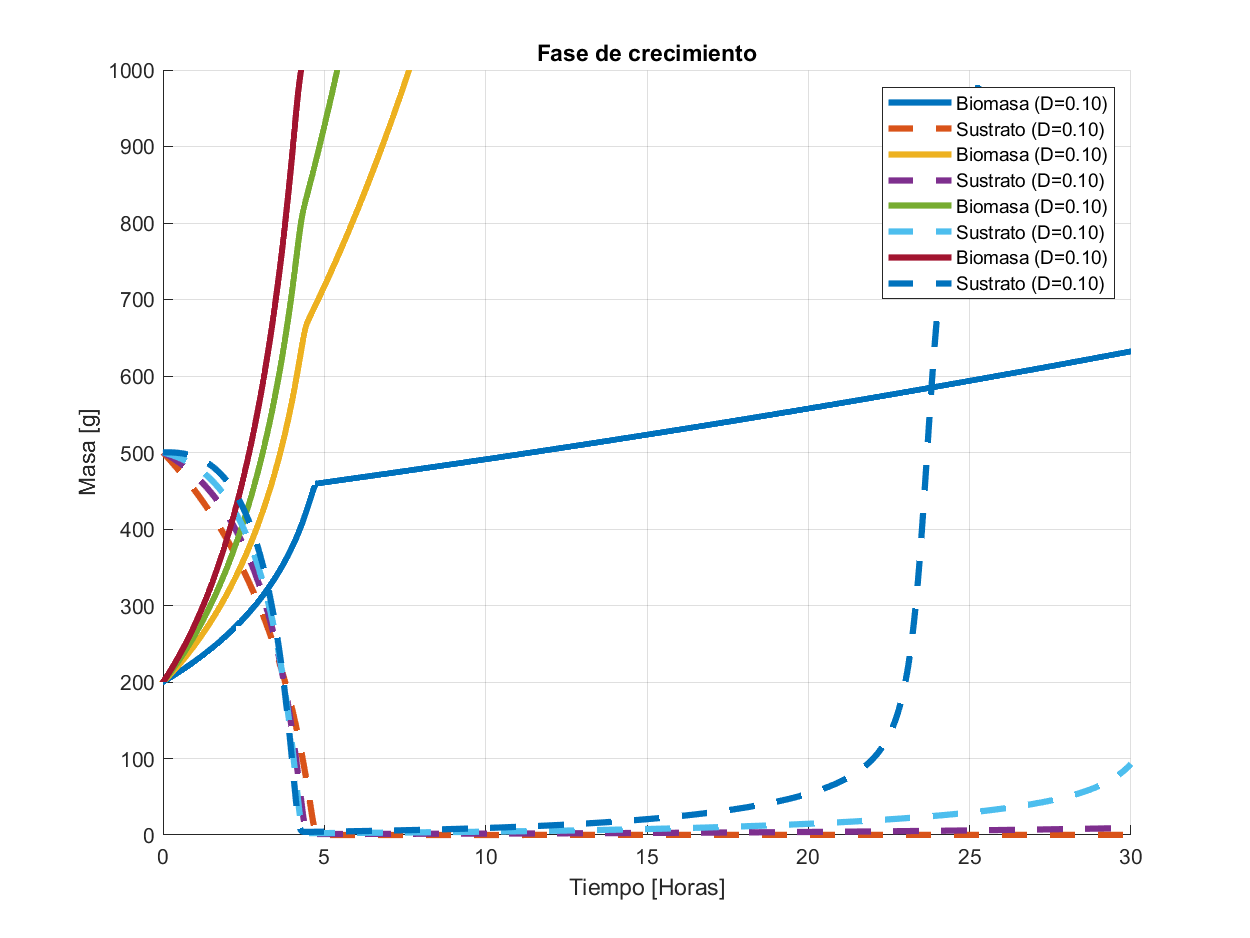 Fase de crecimiento
1000
900
800
700
600
500
400
300
200
100
0
Masa [g]
Biomasa (D=0.10)
Sustrato (D=0.10)
Biomasa (D=0.10)
Sustrato (D=0.10)
Biomasa (D=0.10)
Sustrato (D=0.10)
Biomasa (D=0.10)
Sustrato (D=0.10)
0 5 10 15 20 25 30
Tiempo [Horas]